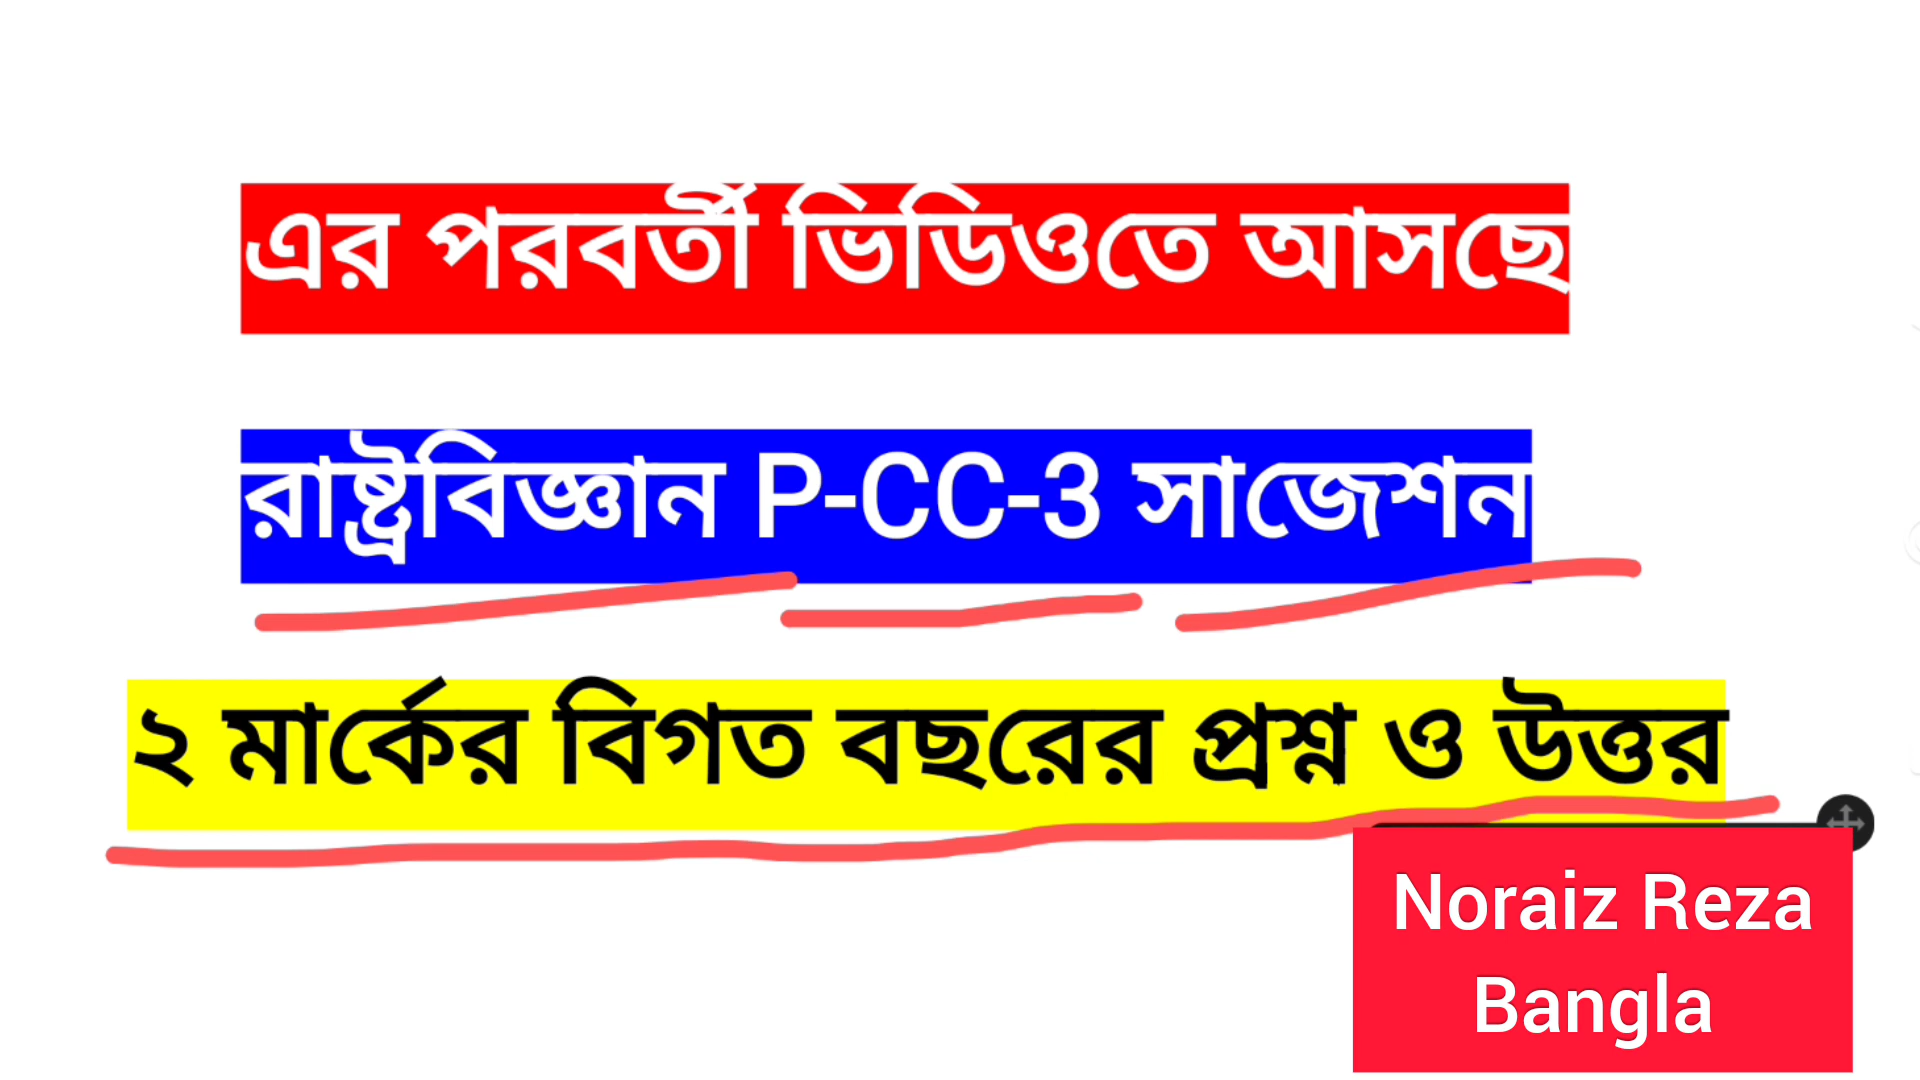 এর পরবর্তী ভিডিওতে আসছে
রাষ্ট্রবিজ্ঞান P-CC-3 সাজেশন
২ মার্কের বিগত বছরের প্রশ্ন ও উত্তর
Noraiz Reza
Bangla